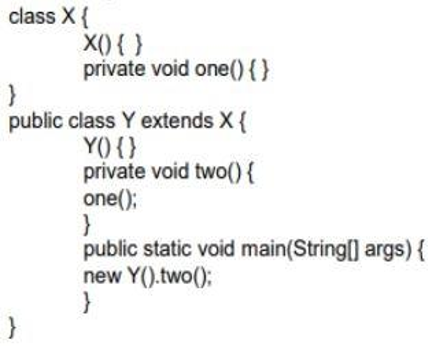 class X {
X() { }
private void one() { }
}
public class Y extends X {
Y() { }
private void two() {
one();
}
public static void main(String[] args) {
new Y().two();
}
}